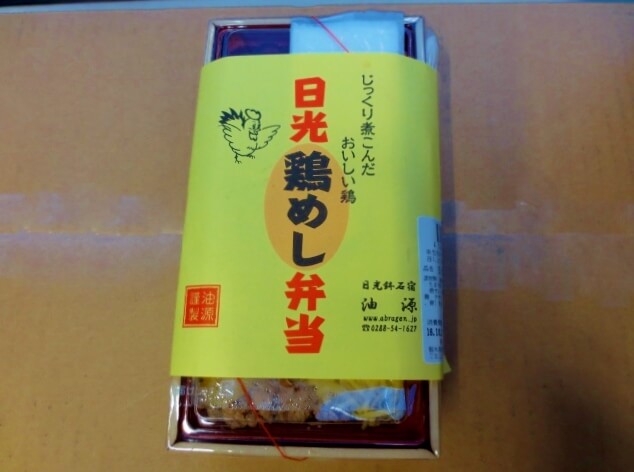 じっくり煮こんだ
おいしい鶏
日光
鶏めし
弁当
日光鉢石宿
油源
www.abragen.jp
☎0288-54-1627
油源
謹製